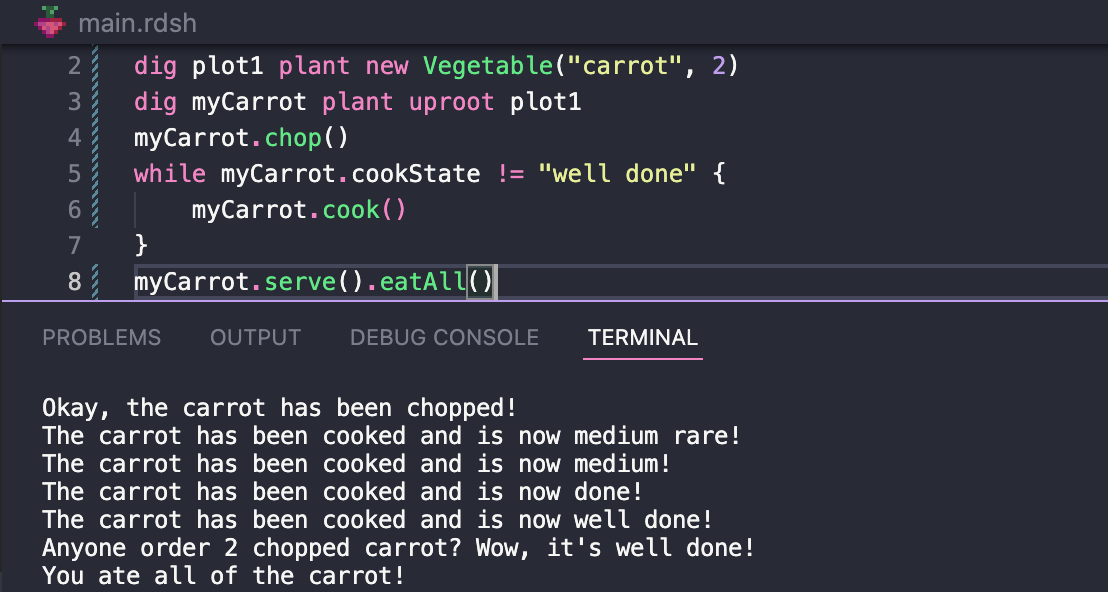 main.rdsh
2 dig plot1 plant new Vegetable("carrot", 2)
3 dig myCarrot plant uproot plot1
4 myCarrot.chop()
5 while myCarrot.cookState != "well done" {
6     myCarrot.cook()
7 }
8 myCarrot.serve().eatAll()
PROBLEMS OUTPUT DEBUG CONSOLE TERMINAL
Okay, the carrot has been chopped!
The carrot has been cooked and is now medium rare!
The carrot has been cooked and is now medium!
The carrot has been cooked and is now done!
The carrot has been cooked and is now well done!
Anyone order 2 chopped carrot? Wow, it's well done!
You ate all of the carrot!